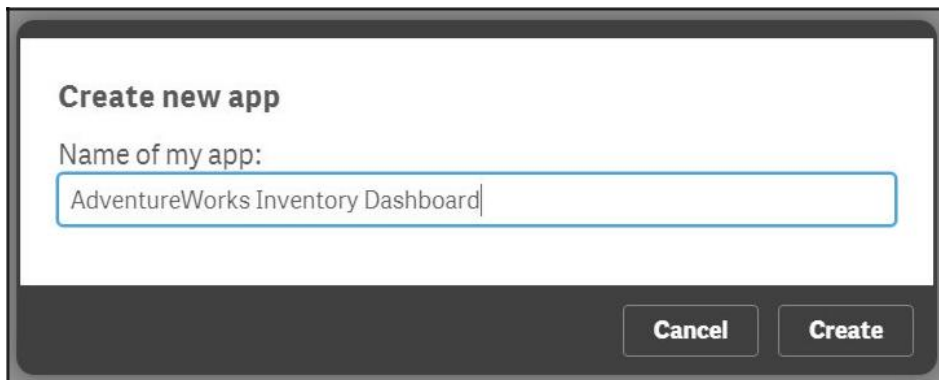 Create new app
Name of my app:
AdventureWorks Inventory Dashboard
Cancel Create